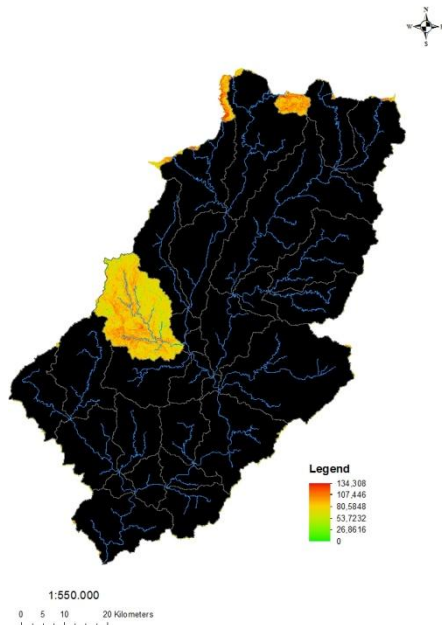 N
W E
S
Legend
134,308
107,446
80,5848
53,7232
26,8616
0
1:550.000
0 5 10 20 Kilometers